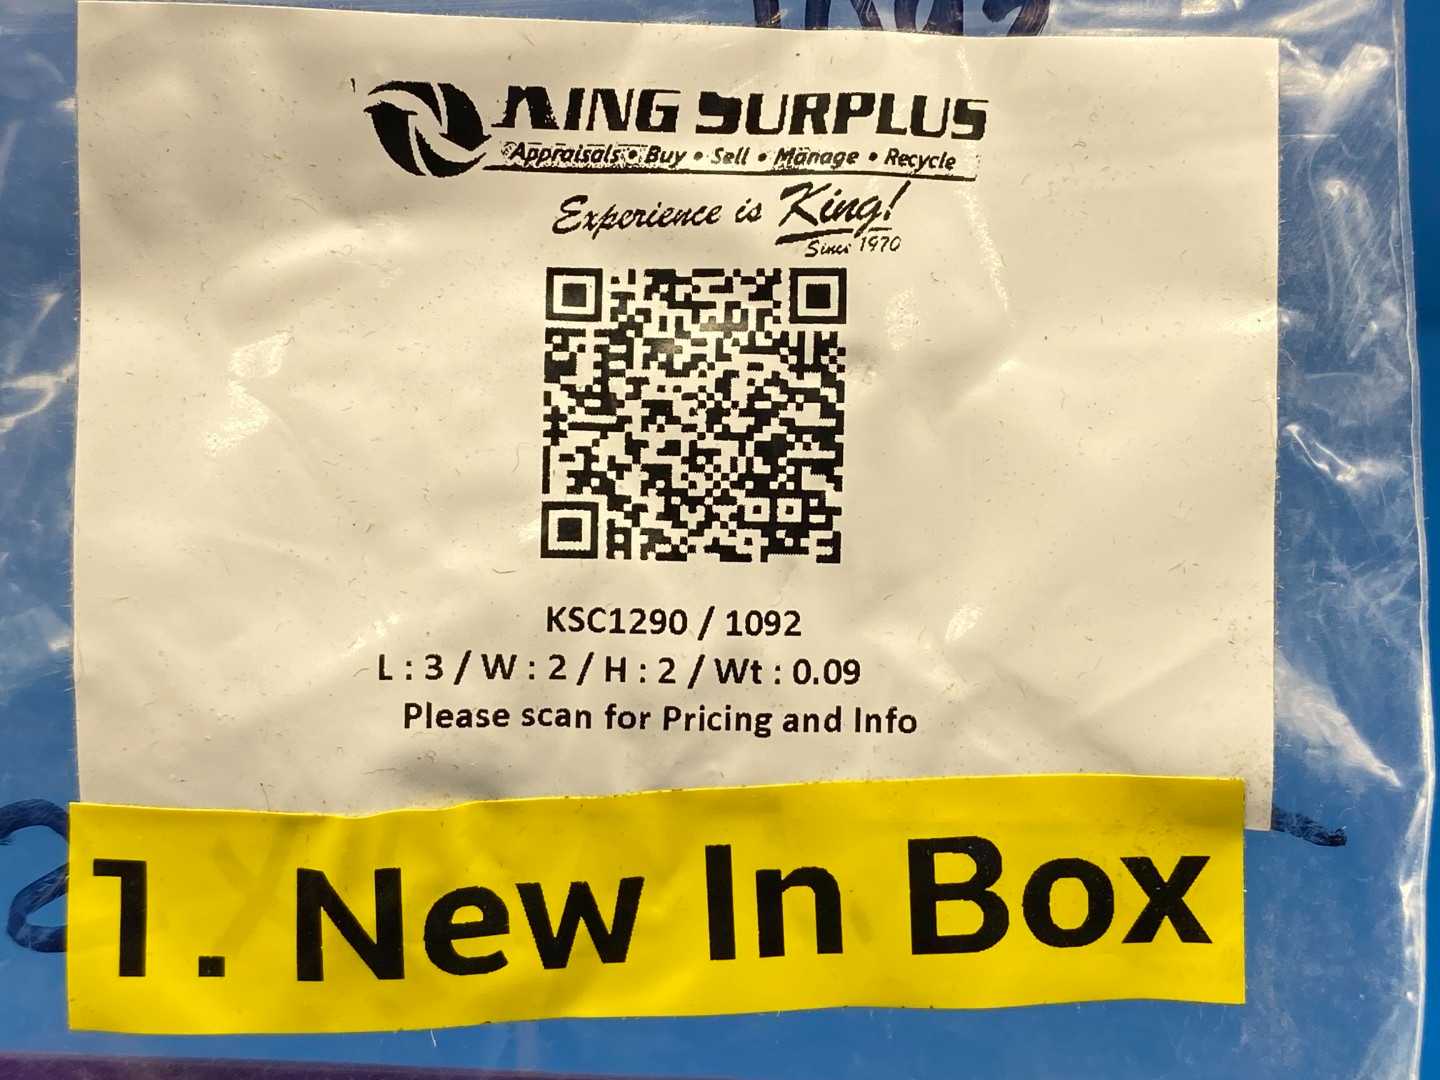 KING SURPLUS
Appraisals • Buy • Sell • Manage • Recycle
Experience is King!
Since 1970
KSC1290 / 1092
L : 3 / W : 2 / H : 2 / Wt : 0.09
Please scan for Pricing and Info
1. New In Box